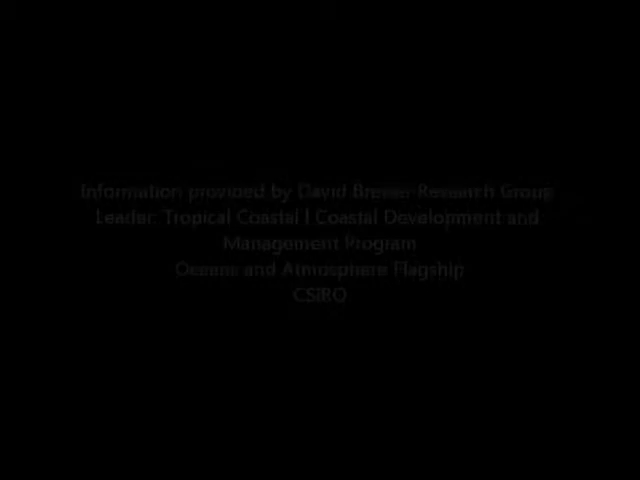 Information provided by David Brewer-Research Group
Leader: Tropical Coastal | Coastal Development and
Management Program
Oceans and Atmosphere Flagship
CSIRO